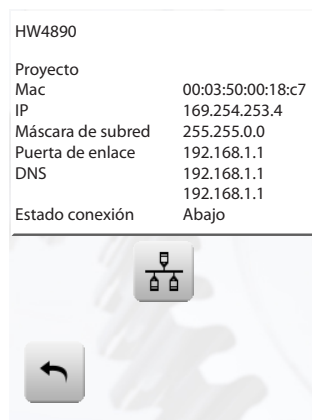 HW4890
Proyecto
Mac 00:03:50:00:18:c7
IP 169.254.253.4
Máscara de subred 255.255.0.0
Puerta de enlace 192.168.1.1
DNS 192.168.1.1
192.168.1.1
Estado conexión Abajo